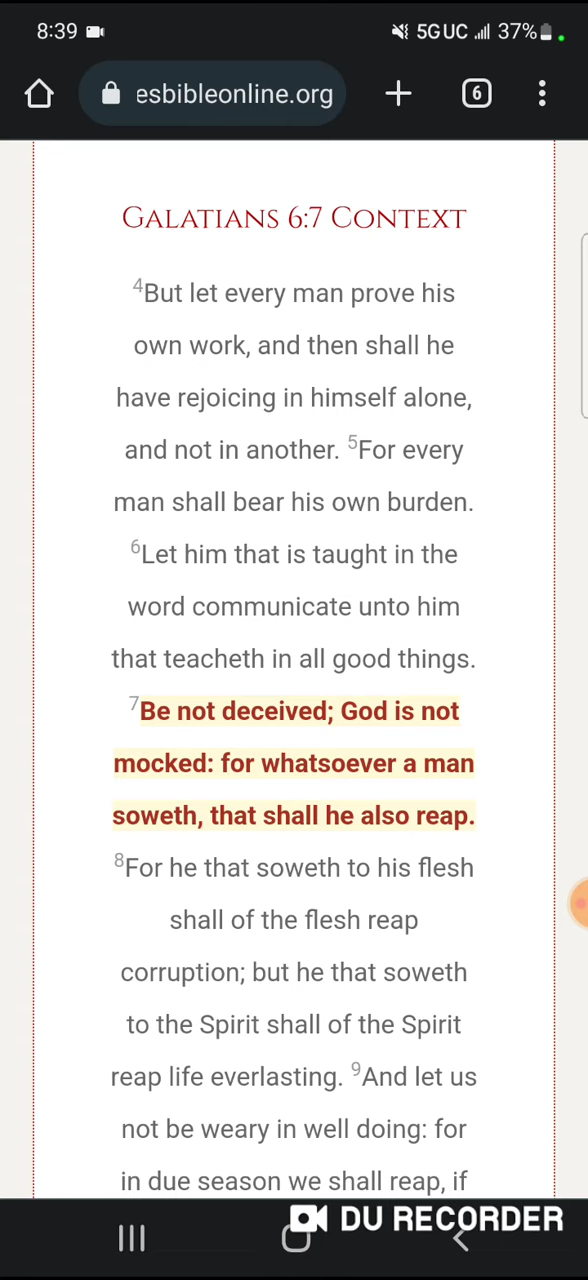 8:39 5GUC 37%
esbibleonline.org 6
GALATIANS 6:7 CONTEXT
4But let every man prove his
own work, and then shall he
have rejoicing in himself alone,
and not in another. 5For every
man shall bear his own burden.
6Let him that is taught in the
word communicate unto him
that teacheth in all good things.
7Be not deceived; God is not
mocked: for whatsoever a man
soweth, that shall he also reap.
8For he that soweth to his flesh
shall of the flesh reap
corruption; but he that soweth
to the Spirit shall of the Spirit
reap life everlasting. 9And let us
not be weary in well doing: for
in due season we shall reap, if
DU RECORDER